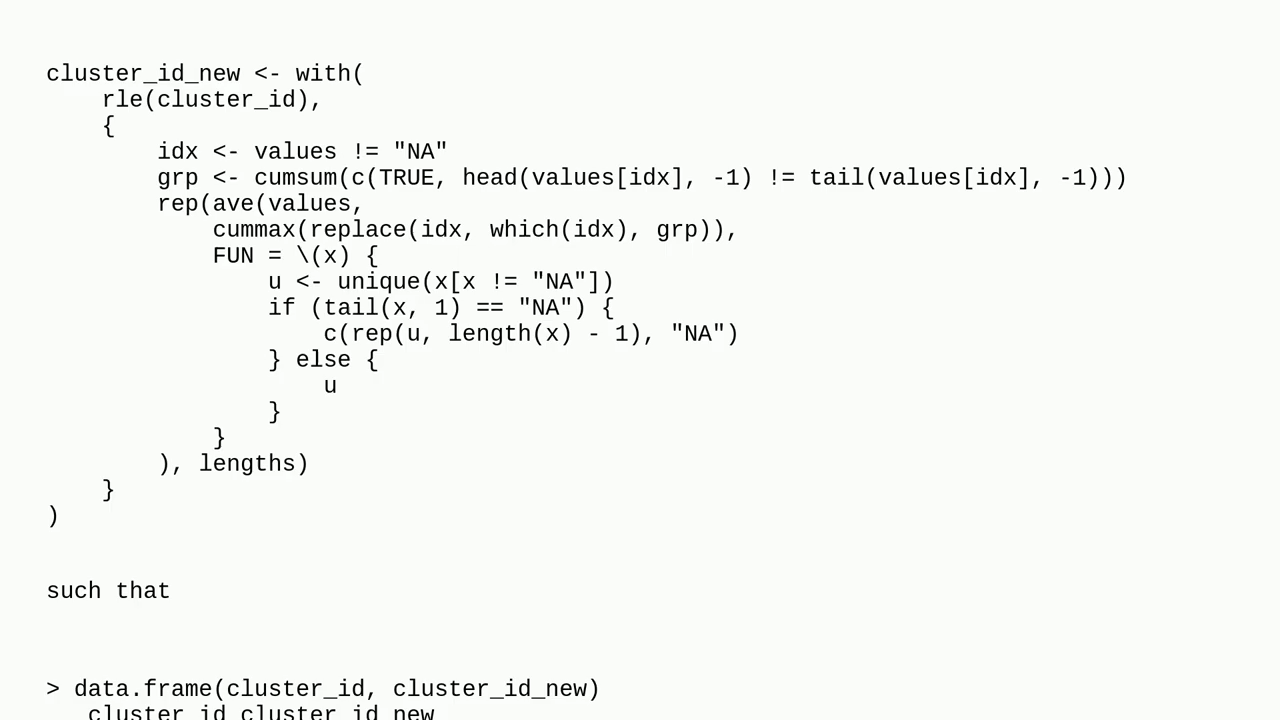 cluster_id_new <- with(
    rle(cluster_id),
    {
        idx <- values != "NA"
        grp <- cumsum(c(TRUE, head(values[idx], -1) != tail(values[idx], -1)))
        rep(ave(values,
            cummax(replace(idx, which(idx), grp)),
            FUN = \(x) {
                u <- unique(x[x != "NA"])
                if (tail(x, 1) == "NA") {
                    c(rep(u, length(x) - 1), "NA")
                } else {
                    u
                }
            }
        ), lengths)
    }
)
such that
> data.frame(cluster_id, cluster_id_new)
   cluster_id cluster_id_new